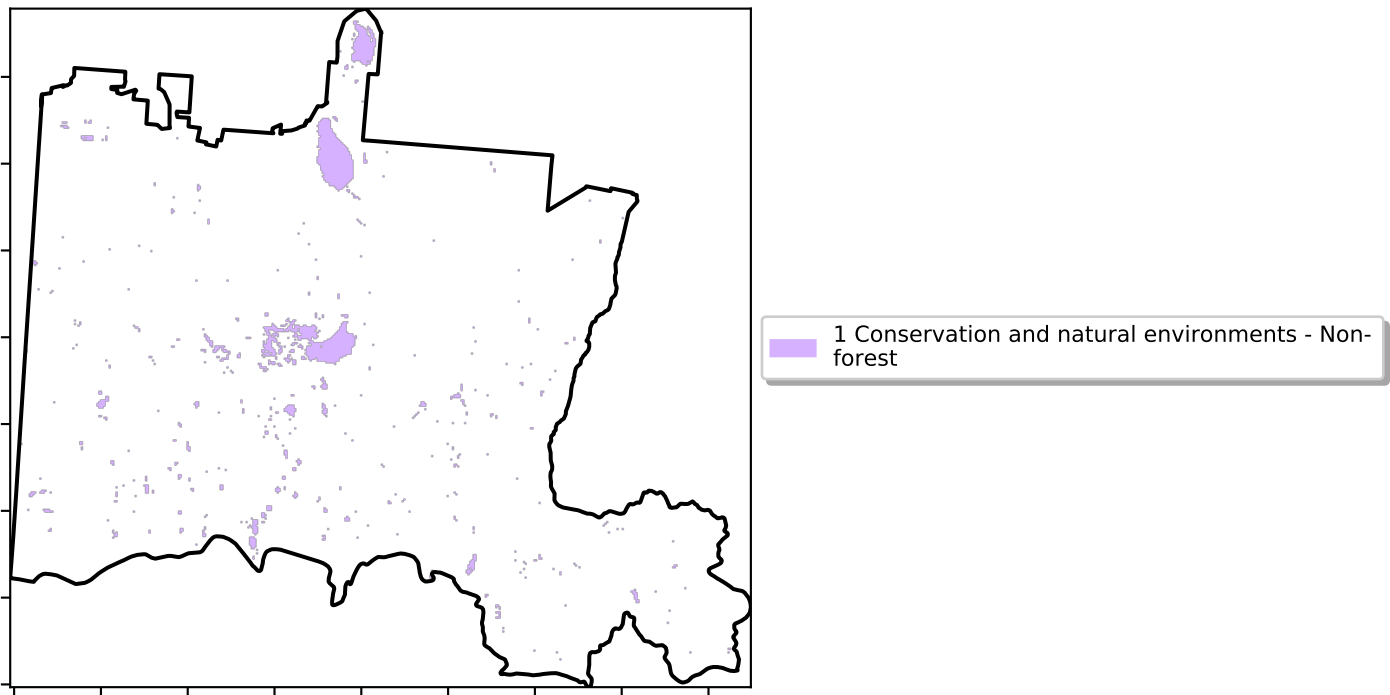 1 Conservation and natural environments - Non-
forest